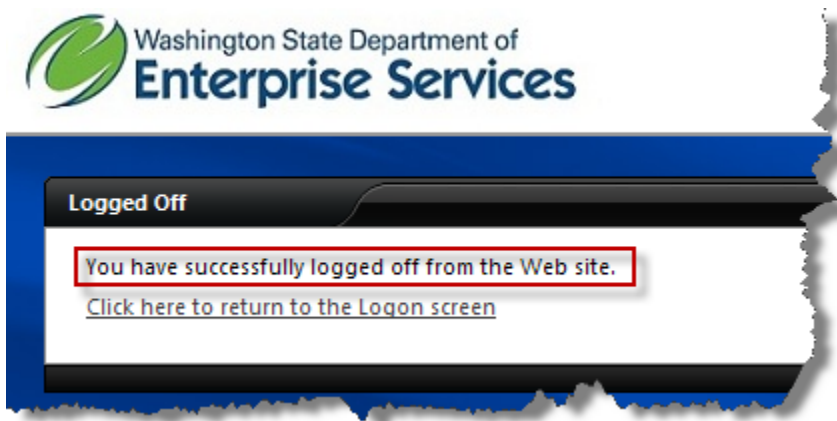 Washington State Department of
Enterprise Services
Logged Off
You have successfully logged off from the Web site.
Click here to return to the Logon screen